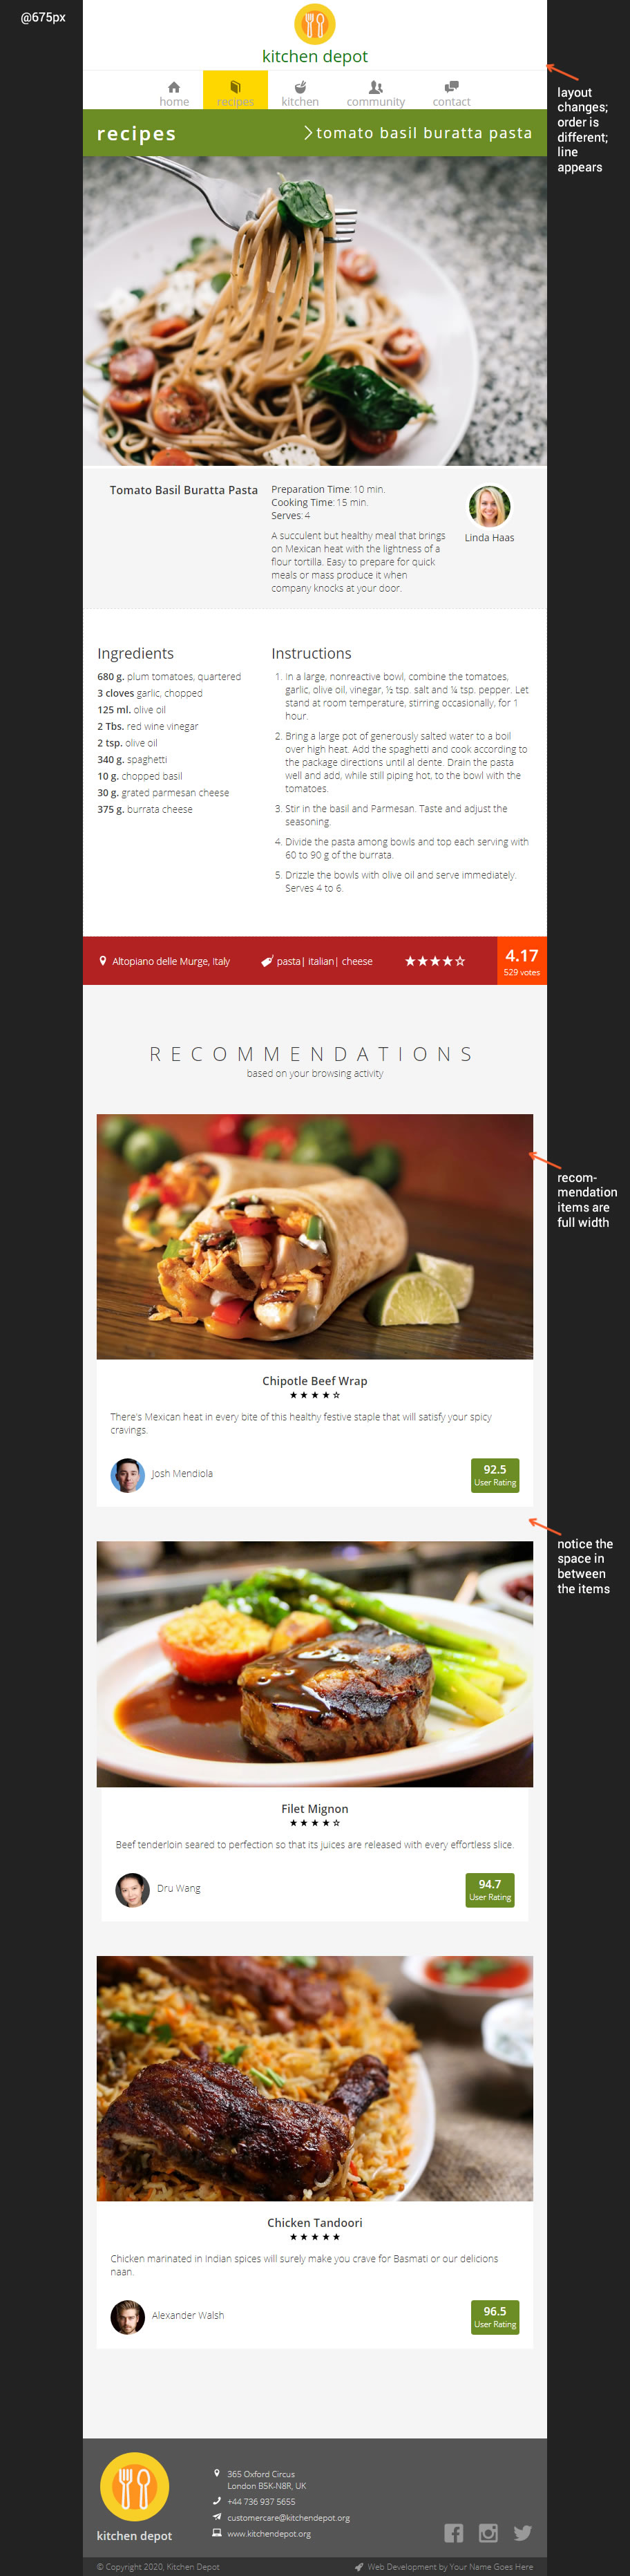 @675px
kitchen depot
home recipes kitchen community contact
layout
changes;
order is
different;
line
appears
recipes
tomato basil buratta pasta
Tomato Basil Buratta Pasta
Preparation Time: 10 min.
Cooking Time: 15 min.
Serves: 4
A succulent but healthy meal that brings
on Mexican heat with the lightness of a
flour tortilla. Easy to prepare for quick
meals or mass produce it when
company knocks at your door.
Linda Haas
Ingredients
680 g. plum tomatoes, quartered
3 cloves garlic, chopped
125 ml. olive oil
2 Tbs. red wine vinegar
2 tsp. olive oil
340 g. spaghetti
10 g. chopped basil
30 g. grated parmesan cheese
375 g. burrata cheese
Instructions
1. In a large, nonreactive bowl, combine the tomatoes,
garlic, olive oil, vinegar, ½ tsp. salt and ¼ tsp. pepper. Let
stand at room temperature, stirring occasionally, for 1
hour.
2. Bring a large pot of generously salted water to a boil
over high heat. Add the spaghetti and cook according to
the package directions until al dente. Drain the pasta
well and add, while still piping hot, to the bowl with the
tomatoes.
3. Stir in the basil and Parmesan. Taste and adjust the
seasoning.
4. Divide the pasta among bowls and top each serving with
60 to 90 g of the burrata.
5. Drizzle the bowls with olive oil and serve immediately.
Serves 4 to 6.
Altopiano delle Murge, Italy
pasta| italian| cheese
★★★★☆
4.17
529 votes
RECOMMENDATIONS
based on your browsing activity
recom-
mendation
items are
full width
Chipotle Beef Wrap
★★★★☆
There's Mexican heat in every bite of this healthy festive staple that will satisfy your spicy
cravings.
Josh Mendiola
92.5
User Rating
notice the
space in
between
the items
Filet Mignon
★★★★☆
Beef tenderloin seared to perfection so that its juices are released with every effortless slice.
Dru Wang
94.7
User Rating
Chicken Tandoori
★★★★★
Chicken marinated in Indian spices will surely make you crave for Basmati or our delicions
naan.
Alexander Walsh
96.5
User Rating
kitchen depot
365 Oxford Circus
London B5K-N8R, UK
+44 736 937 5655
customercare@kitchendepot.org
www.kitchendepot.org
© Copyright 2020, Kitchen Depot
Web Development by Your Name Goes Here